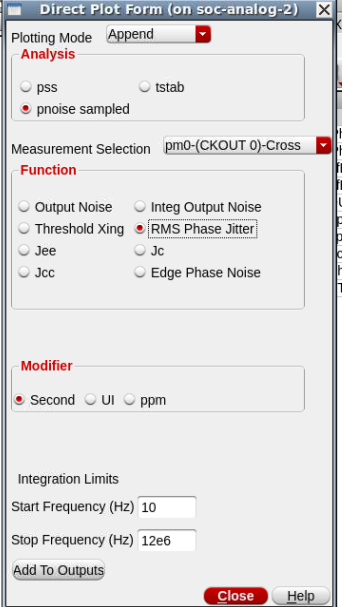 Direct Plot Form (on soc-analog-2)
Plotting Mode Append
Analysis
pss tstab
pnoise sampled
Measurement Selection pm0-(CKOUT 0)-Cross
Function
Output Noise Integ Output Noise
Threshold Xing RMS Phase Jitter
Jee Jc
Jcc Edge Phase Noise
Modifier
Second UI ppm
Integration Limits
Start Frequency (Hz) 10
Stop Frequency (Hz) 12e6
Add To Outputs
Close Help